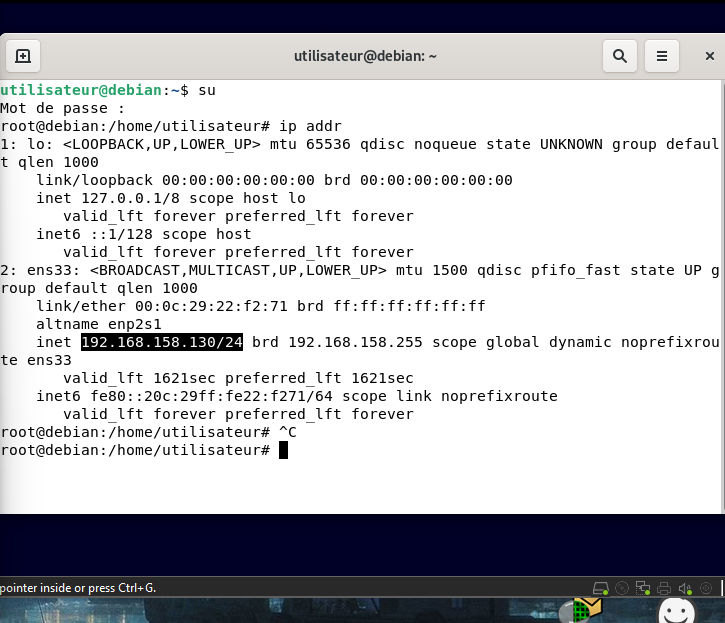 utilisateur@debian: ~
utilisateur@debian:~$ su
Mot de passe :
root@debian:/home/utilisateur# ip addr
1: lo: <LOOPBACK,UP,LOWER_UP> mtu 65536 qdisc noqueue state UNKNOWN group defaul
t qlen 1000
    link/loopback 00:00:00:00:00:00 brd 00:00:00:00:00:00
    inet 127.0.0.1/8 scope host lo
       valid_lft forever preferred_lft forever
    inet6 ::1/128 scope host
       valid_lft forever preferred_lft forever
2: ens33: <BROADCAST,MULTICAST,UP,LOWER_UP> mtu 1500 qdisc pfifo_fast state UP g
roup default qlen 1000
    link/ether 00:0c:29:22:f2:71 brd ff:ff:ff:ff:ff:ff
    altname enp2s1
    inet 192.168.158.130/24 brd 192.168.158.255 scope global dynamic noprefixrou
te ens33
       valid_lft 1621sec preferred_lft 1621sec
    inet6 fe80::20c:29ff:fe22:f271/64 scope link noprefixroute
       valid_lft forever preferred_lft forever
root@debian:/home/utilisateur# ^C
root@debian:/home/utilisateur#
pointer inside or press Ctrl+G.